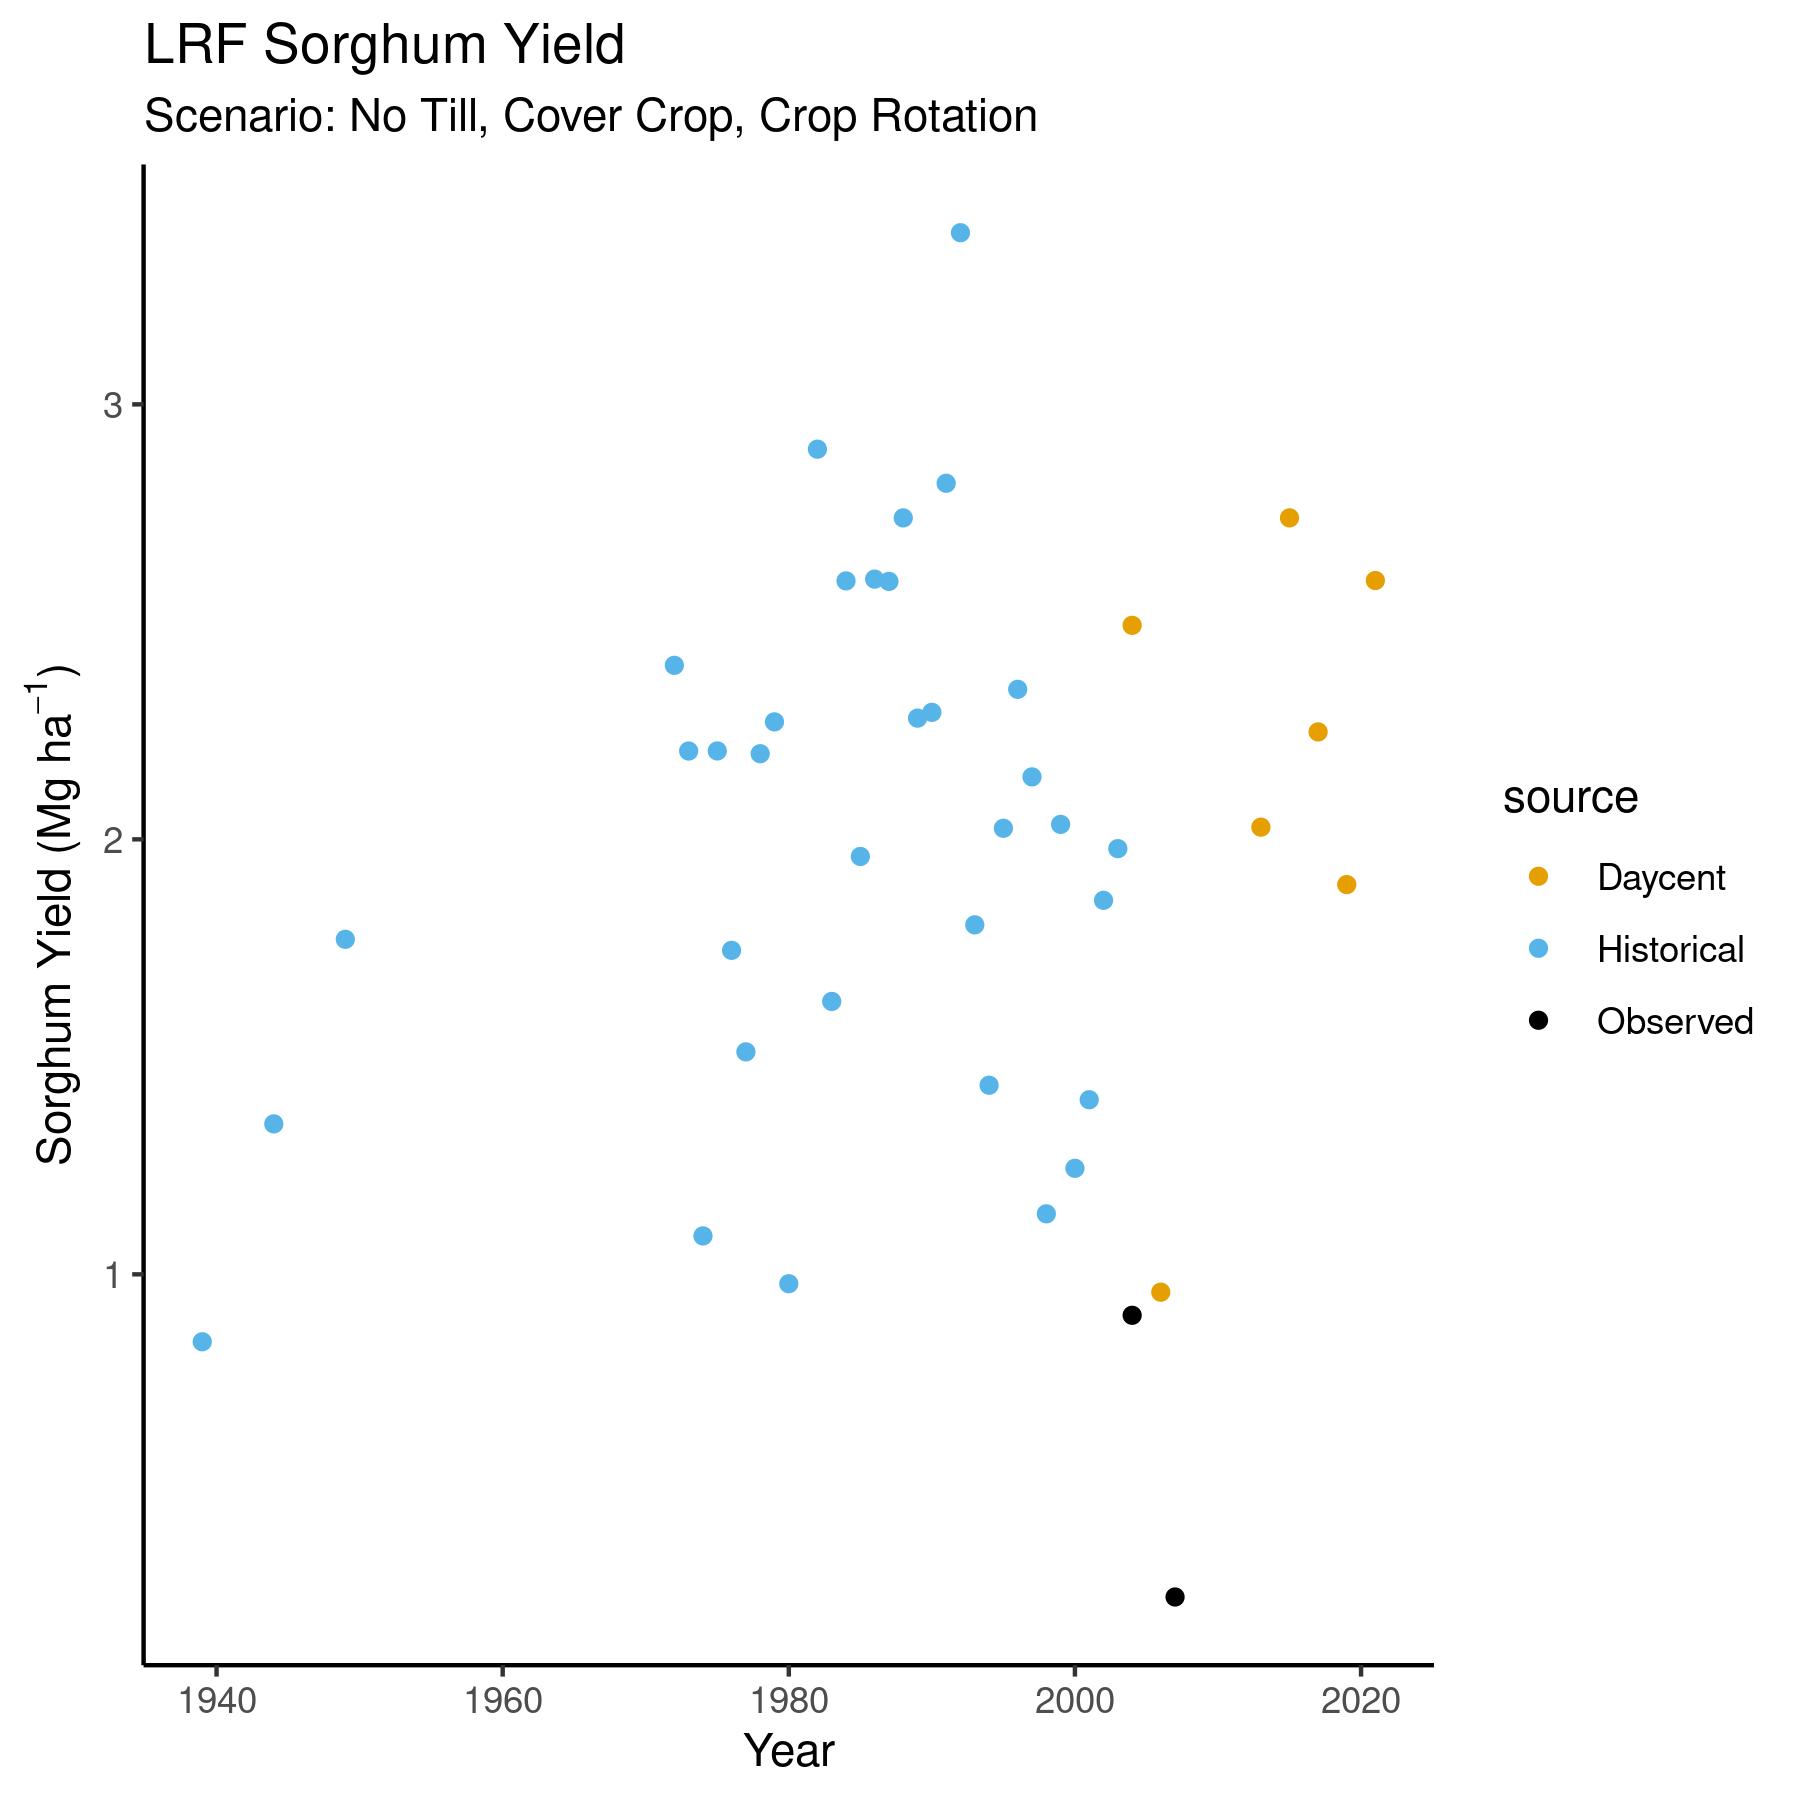 LRF Sorghum Yield
Scenario: No Till, Cover Crop, Crop Rotation
Sorghum Yield (Mg ha⁻¹)
3
2
1
1940 1960 1980 2000 2020
Year
source
Daycent
Historical
Observed